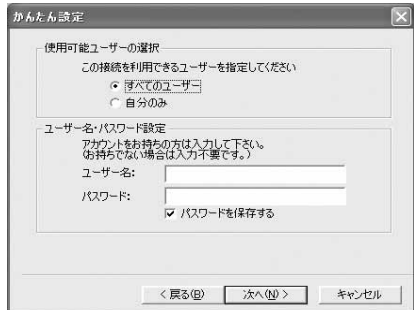 かんたん設定
使用可能ユーザーの選択
この接続を利用できるユーザーを指定してください
すべてのユーザー
自分のみ
ユーザー名・パスワード設定
アカウントをお持ちの方は入力して下さい。
(お持ちでない場合は入力不要です。)
ユーザー名:
パスワード:
パスワードを保存する
< 戻る(B)
次へ(N) >
キャンセル